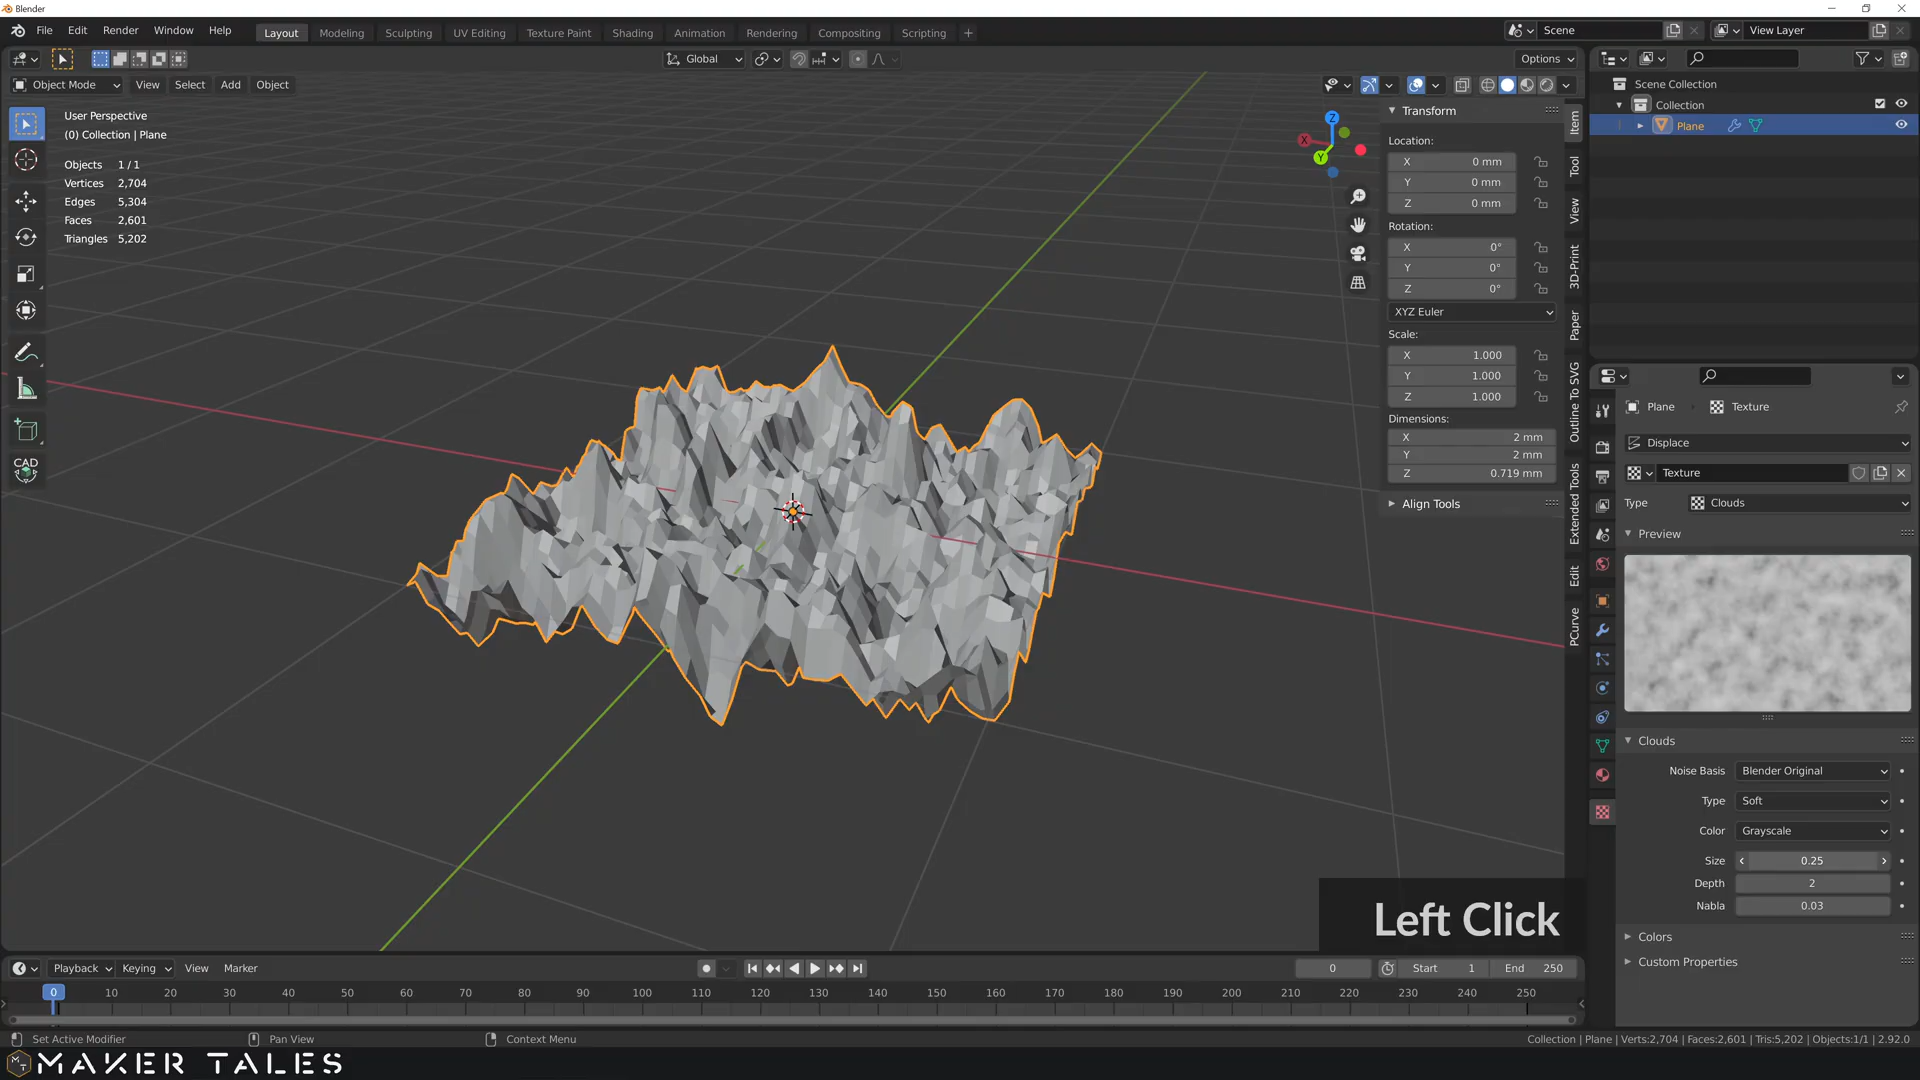 Blender
File Edit Render Window Help
Layout Modeling Sculpting UV Editing Texture Paint Shading Animation Rendering Compositing Scripting +
Scene
View Layer
Global
Options
Object Mode View Select Add Object
User Perspective
(0) Collection | Plane
Objects 1 / 1
Vertices 2,704
Edges 5,304
Faces 2,601
Triangles 5,202
CAD
Z
X
Y
Transform
Location:
X 0 mm
Y 0 mm
Z 0 mm
Rotation:
X 0°
Y 0°
Z 0°
XYZ Euler
Scale:
X 1.000
Y 1.000
Z 1.000
Dimensions:
X 2 mm
Y 2 mm
Z 0.719 mm
Align Tools
Item
Tool
View
3D-Print
Paper
Outline To SVG
Extended Tools
Edit
PCurve
Scene Collection
Collection
Plane
Plane Texture
Displace
Texture
Type Clouds
Preview
Clouds
Noise Basis Blender Original
Type Soft
Color Grayscale
Size 0.25
Depth 2
Nabla 0.03
Colors
Custom Properties
Left Click
Playback Keying View Marker
0
Start 1
End 250
0 10 20 30 40 50 60 70 80 90 100 110 120 130 140 150 160 170 180 190 200 210 220 230 240 250
Set Active Modifier
Pan View
Context Menu
Collection | Plane | Verts:2,704 | Faces:2,601 | Tris:5,202 | Objects:1/1 | 2.92.0
MT
MAKER TALES